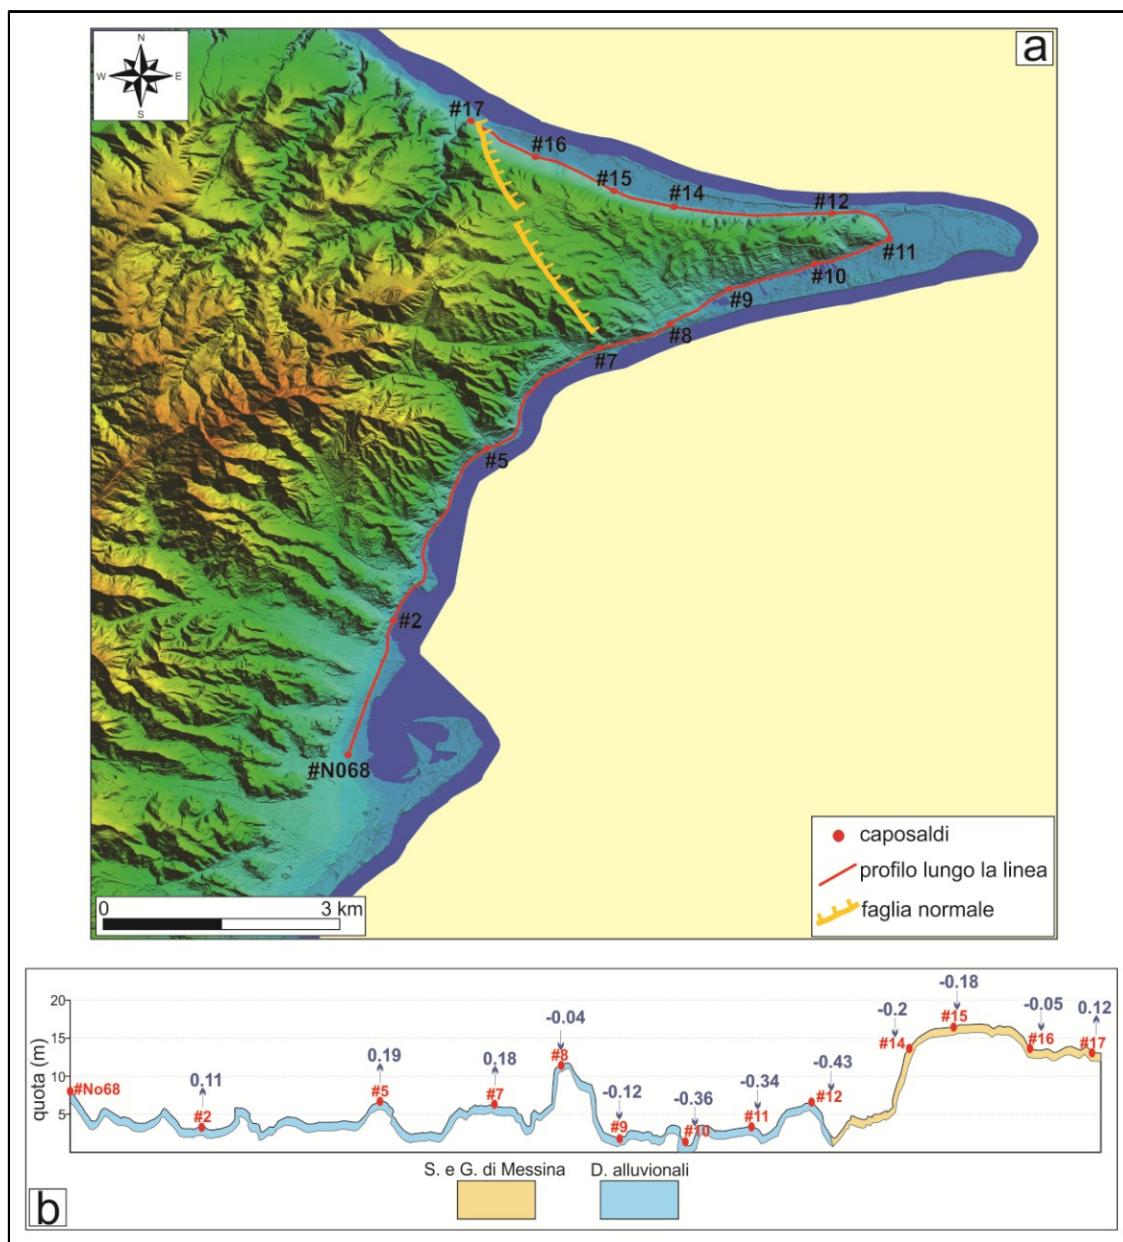 a
N
W E
S
#17
#16
#15
#14
#12
#11
#10
#9
#8
#7
#5
#2
#N068
caposaldi
profilo lungo la linea
faglia normale
0 3 km
quota (m)
20
15
10
5
#No68
0.11
#2
0.19
#5
0.18
#7
-0.04
#8
-0.12
#9
-0.36
#10
-0.34
#11
-0.43
#12
-0.2
#14
-0.18
#15
-0.05
#16
0.12
#17
S. e G. di Messina
D. alluvionali
b